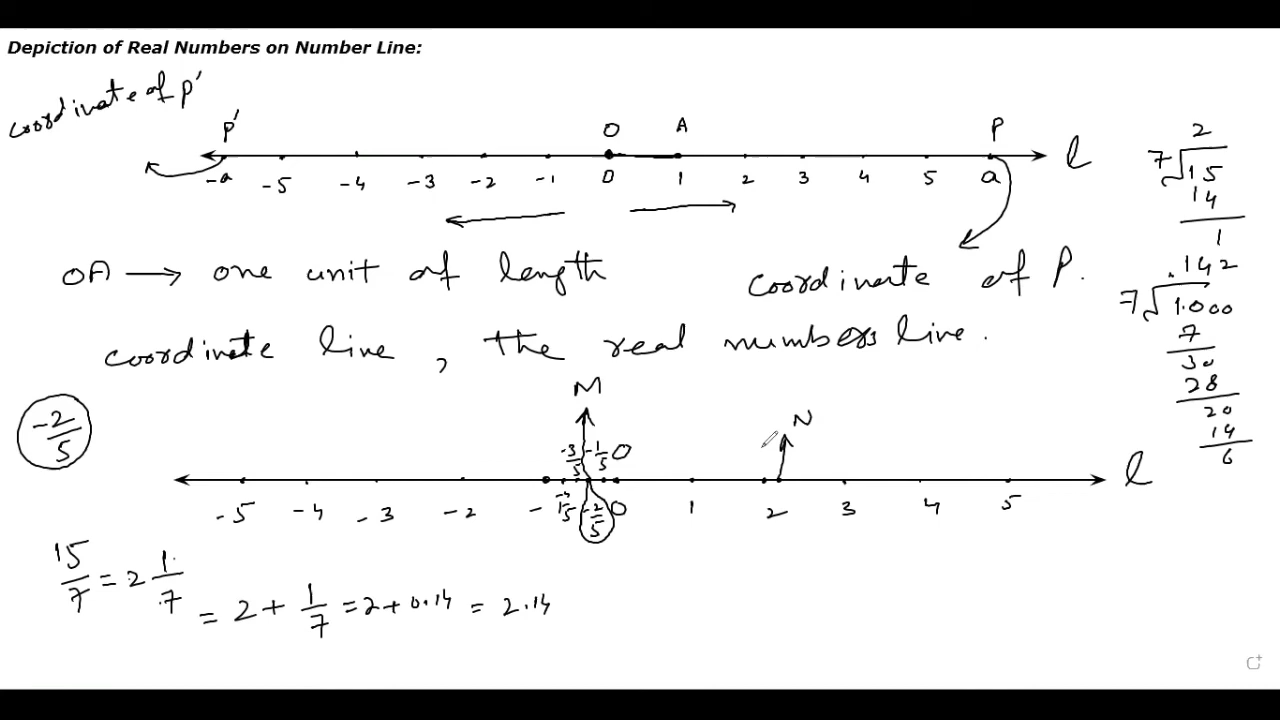 Depiction of Real Numbers on Number Line:
coordinate of p'
p' O A P
-a -5 -4 -3 -2 -1 0 1 2 3 4 5 a l
OA → one unit of length coordinate of P.
coordinate line, the real numbers line.
2
7√15
14
1
.142
7√1.000
7
30
28
20
14
6
-2/5
M N
-3/5 -1/5 O
-5 -4 -3 -2 -1 -4/5 -2/5 0 1 2 3 4 5 l
15/7 = 2 1/7
= 2 + 1/7 = 2 + 0.14 = 2.14